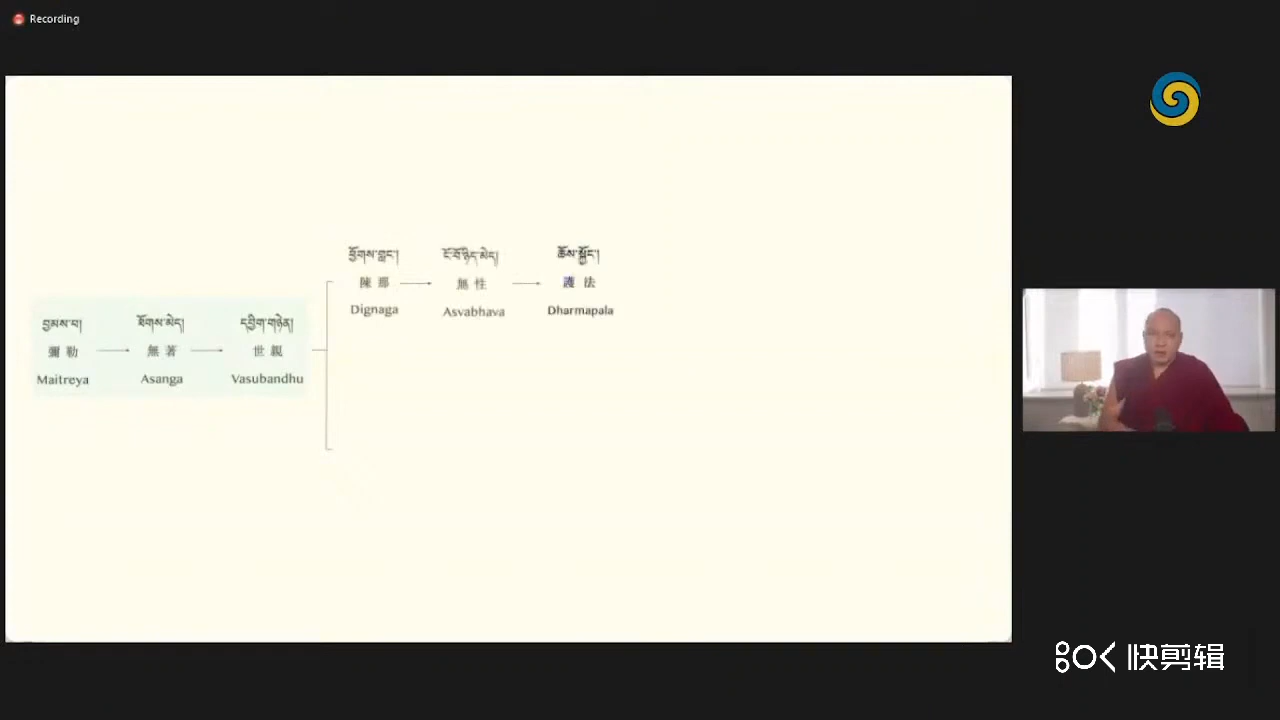 Recording
ཕྱོགས་གླང་།
陳那
Dignaga
ངོ་བོ་ཉིད་མེད།
無性
Asvabhava
ཆོས་སྐྱོང་།
護法
Dharmapala
བྱམས་པ།
彌勒
Maitreya
ཐོགས་མེད།
無著
Asanga
དབྱིག་གཉེན།
世親
Vasubandhu
快剪辑